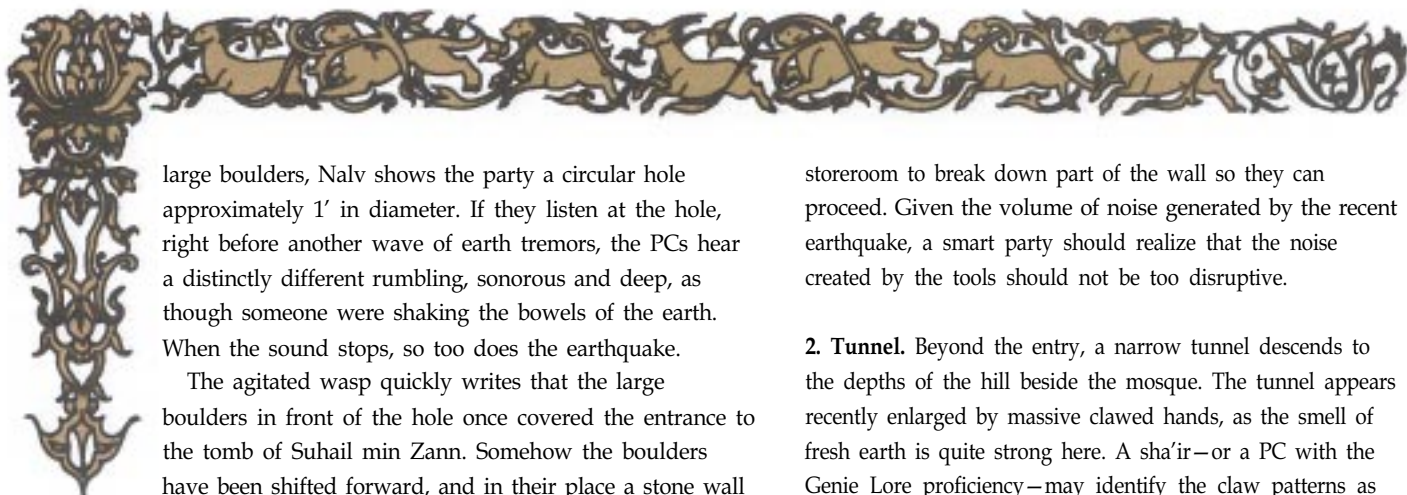 large boulders, Nalv shows the party a circular hole
approximately 1′ in diameter. If they listen at the hole,
right before another wave of earth tremors, the PCs hear
a distinctly different rumbling, sonorous and deep, as
though someone were shaking the bowels of the earth.
When the sound stops, so too does the earthquake.
The agitated wasp quickly writes that the large
boulders in front of the hole once covered the entrance to
the tomb of Suhail min Zann. Somehow the boulders
have been shifted forward, and in their place a stone wall
storeroom to break down part of the wall so they can
proceed. Given the volume of noise generated by the recent
earthquake, a smart party should realize that the noise
created by the tools should not be too disruptive.
2. Tunnel. Beyond the entry, a narrow tunnel descends to
the depths of the hill beside the mosque. The tunnel appears
recently enlarged by massive clawed hands, as the smell of
fresh earth is quite strong here. A sha’ir—or a PC with the
Genie Lore proficiency—may identify the claw patterns as